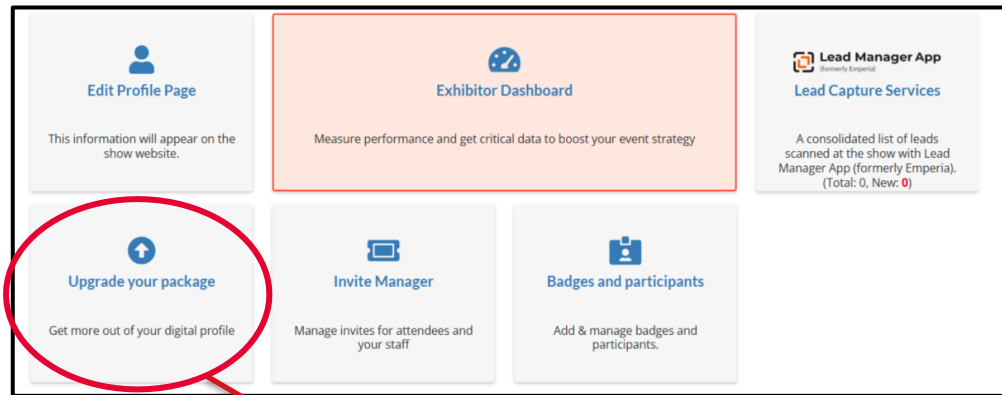 Edit Profile Page
This information will appear on the
show website.
Exhibitor Dashboard
Measure performance and get critical data to boost your event strategy
Lead Manager App
(formerly Emperia)
Lead Capture Services
A consolidated list of leads
scanned at the show with Lead
Manager App (formerly Emperia).
(Total: 0, New: 0)
Upgrade your package
Get more out of your digital profile
Invite Manager
Manage invites for attendees and
your staff
Badges and participants
Add & manage badges and
participants.